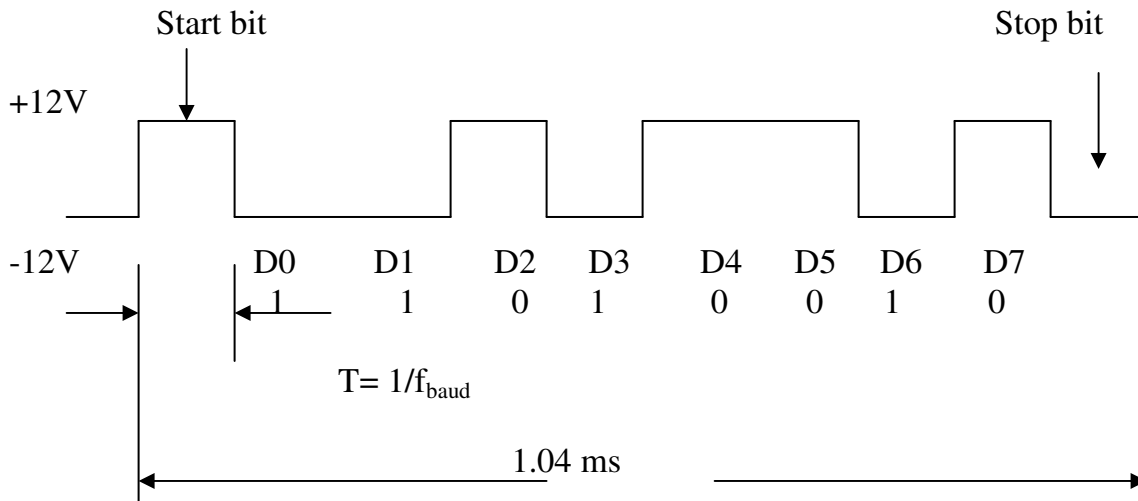 Start bit Stop bit
+12V
-12V D0 D1 D2 D3 D4 D5 D6 D7
1 1 0 1 0 0 1 0
T= 1/fbaud
1.04 ms